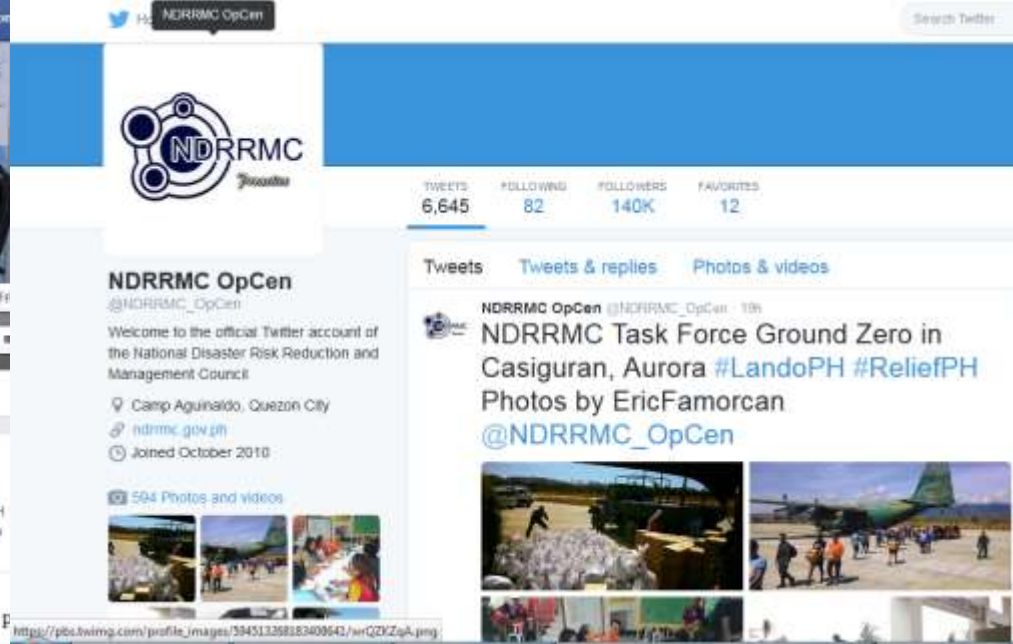 NDRRMC OpCen
Search Twitter
NDRRMC
TWEETS FOLLOWING FOLLOWERS FAVORITES
6,645 82 140K 12
Tweets Tweets & replies Photos & videos
NDRRMC OpCen
@NDRRMC_OpCen
Welcome to the official Twitter account of
the National Disaster Risk Reduction and
Management Council
Camp Aguinaldo, Quezon City
ndrrmc.gov.ph
Joined October 2010
594 Photos and videos
NDRRMC OpCen @NDRRMC_OpCen · 19h
NDRRMC Task Force Ground Zero in
Casiguran, Aurora #LandoPH #ReliefPH
Photos by EricFamorcan
@NDRRMC_OpCen